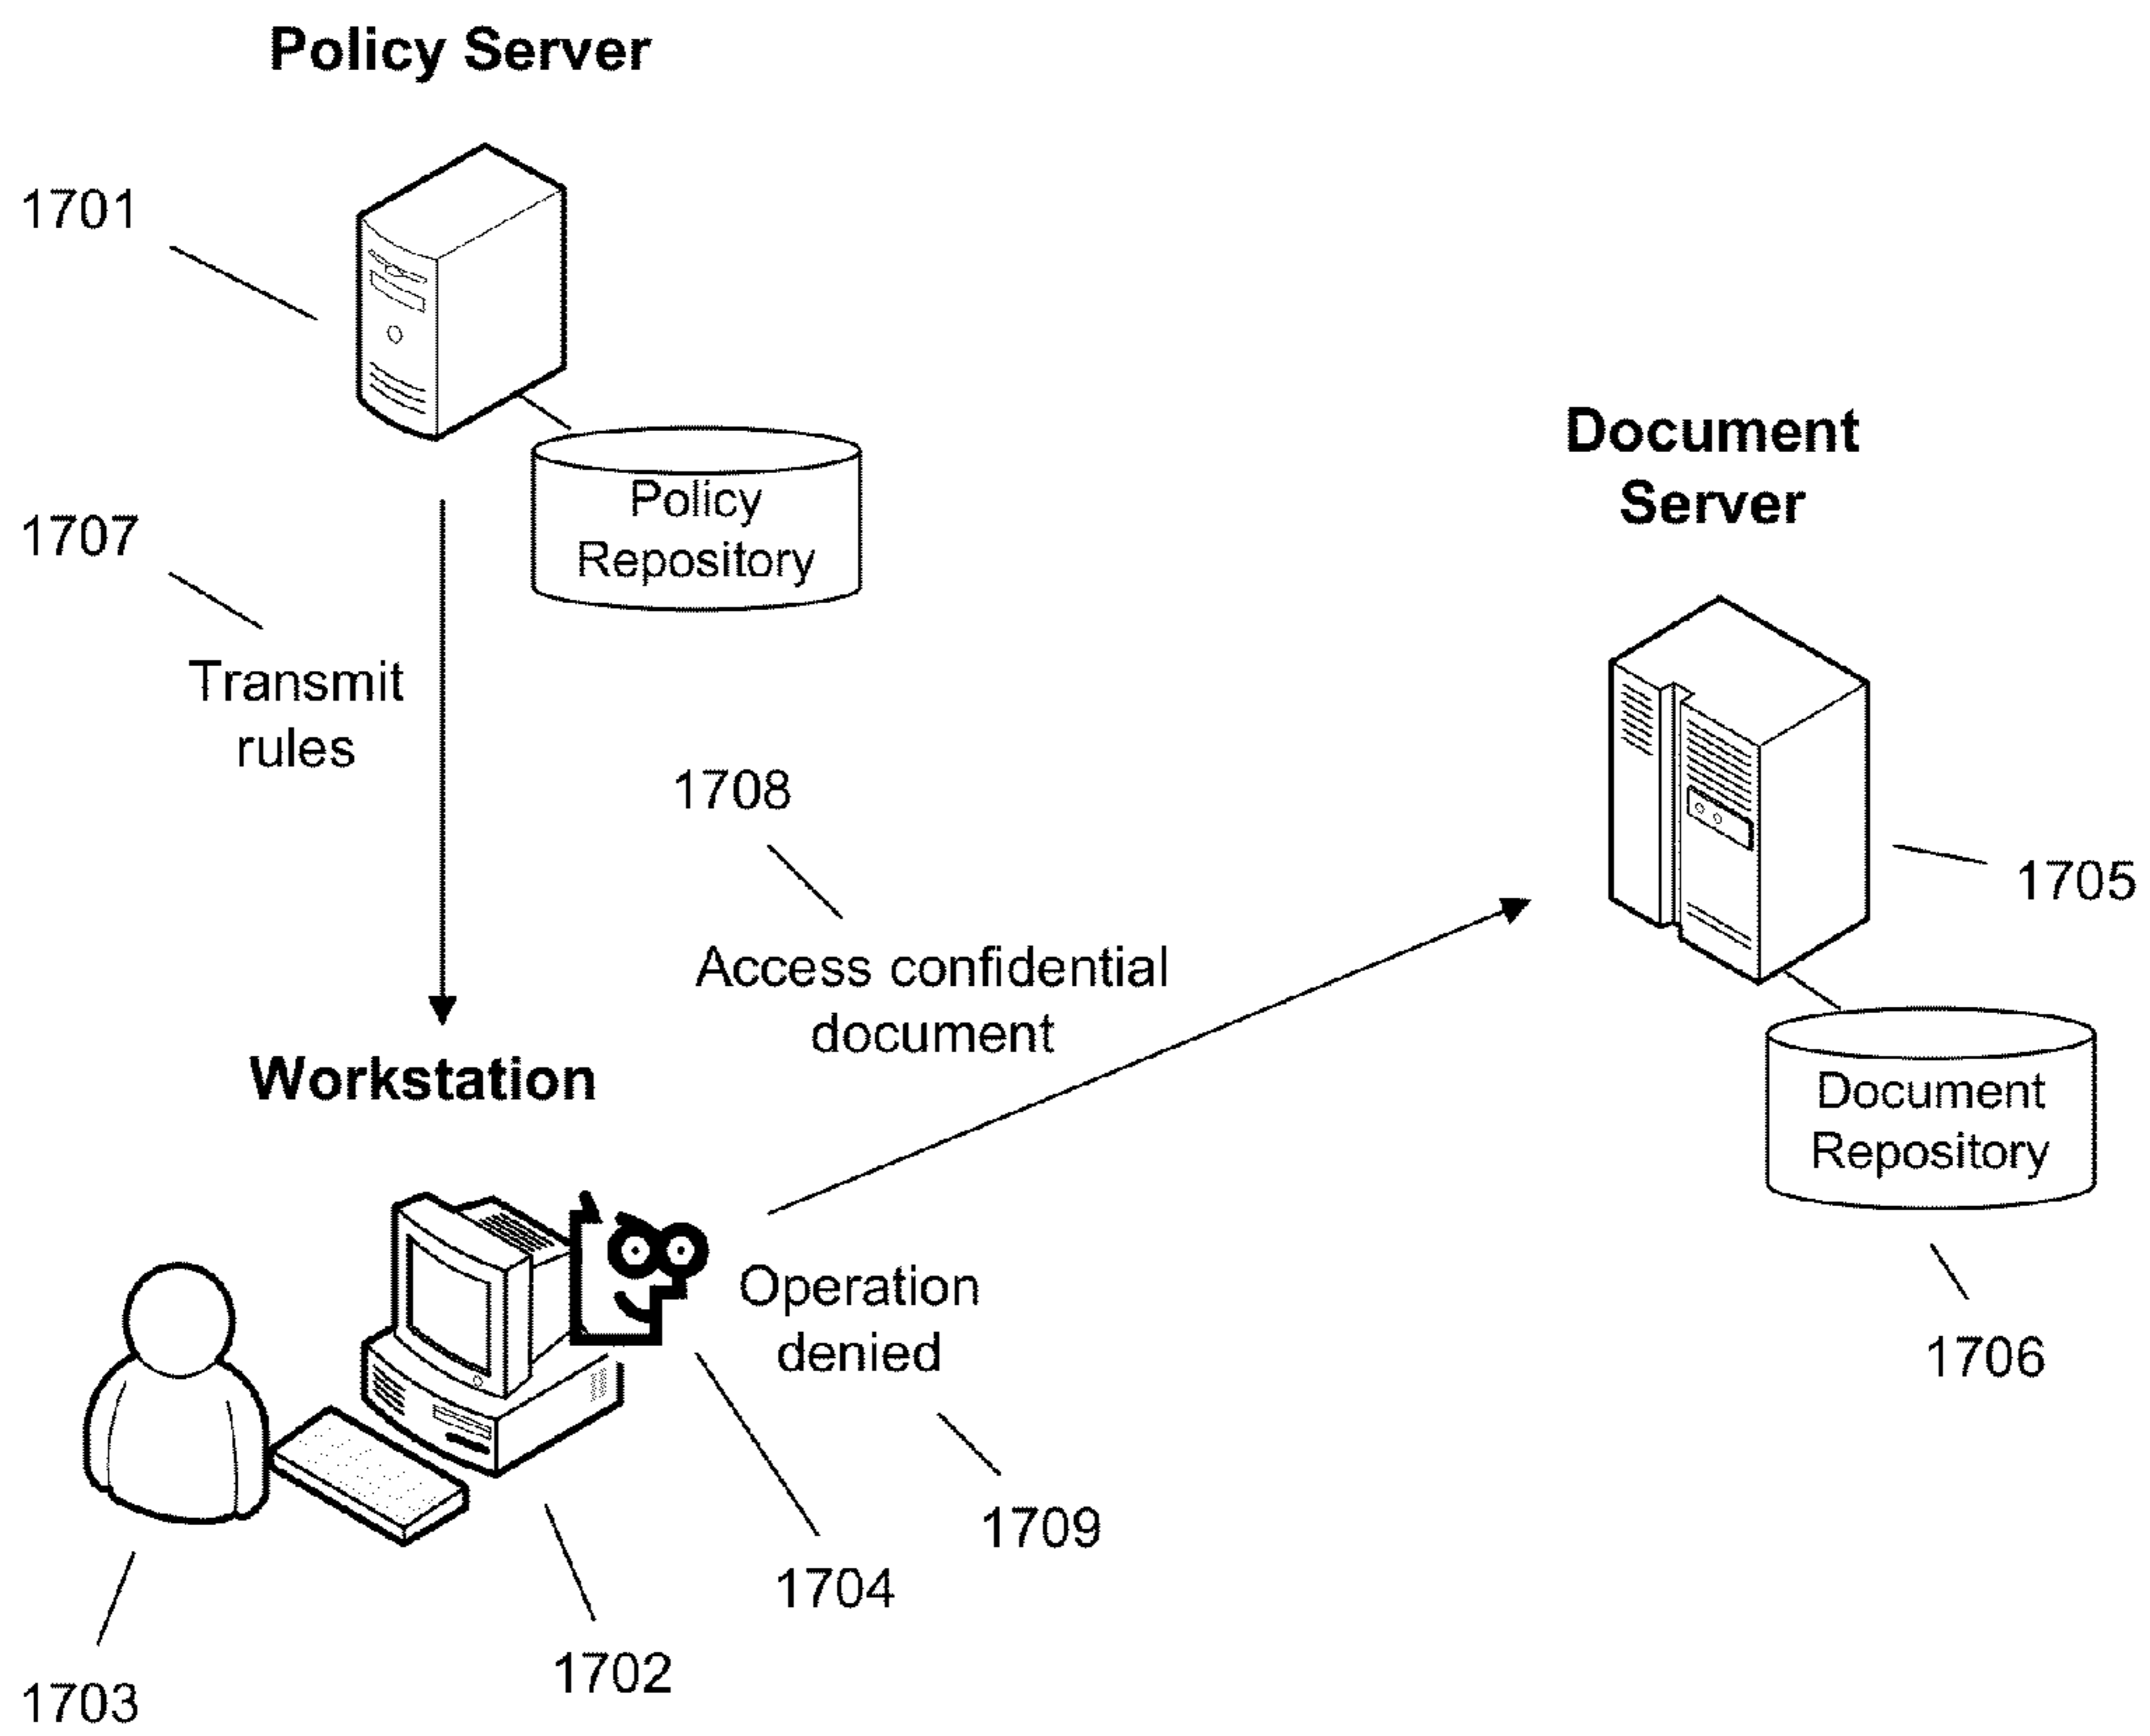 Policy Server
1701
Policy
Repository
1707
Transmit
rules
Document
Server
1708
1705
Access confidential
document
Workstation
Document
Repository
Operation
denied
1706
1709
1704
1702
1703